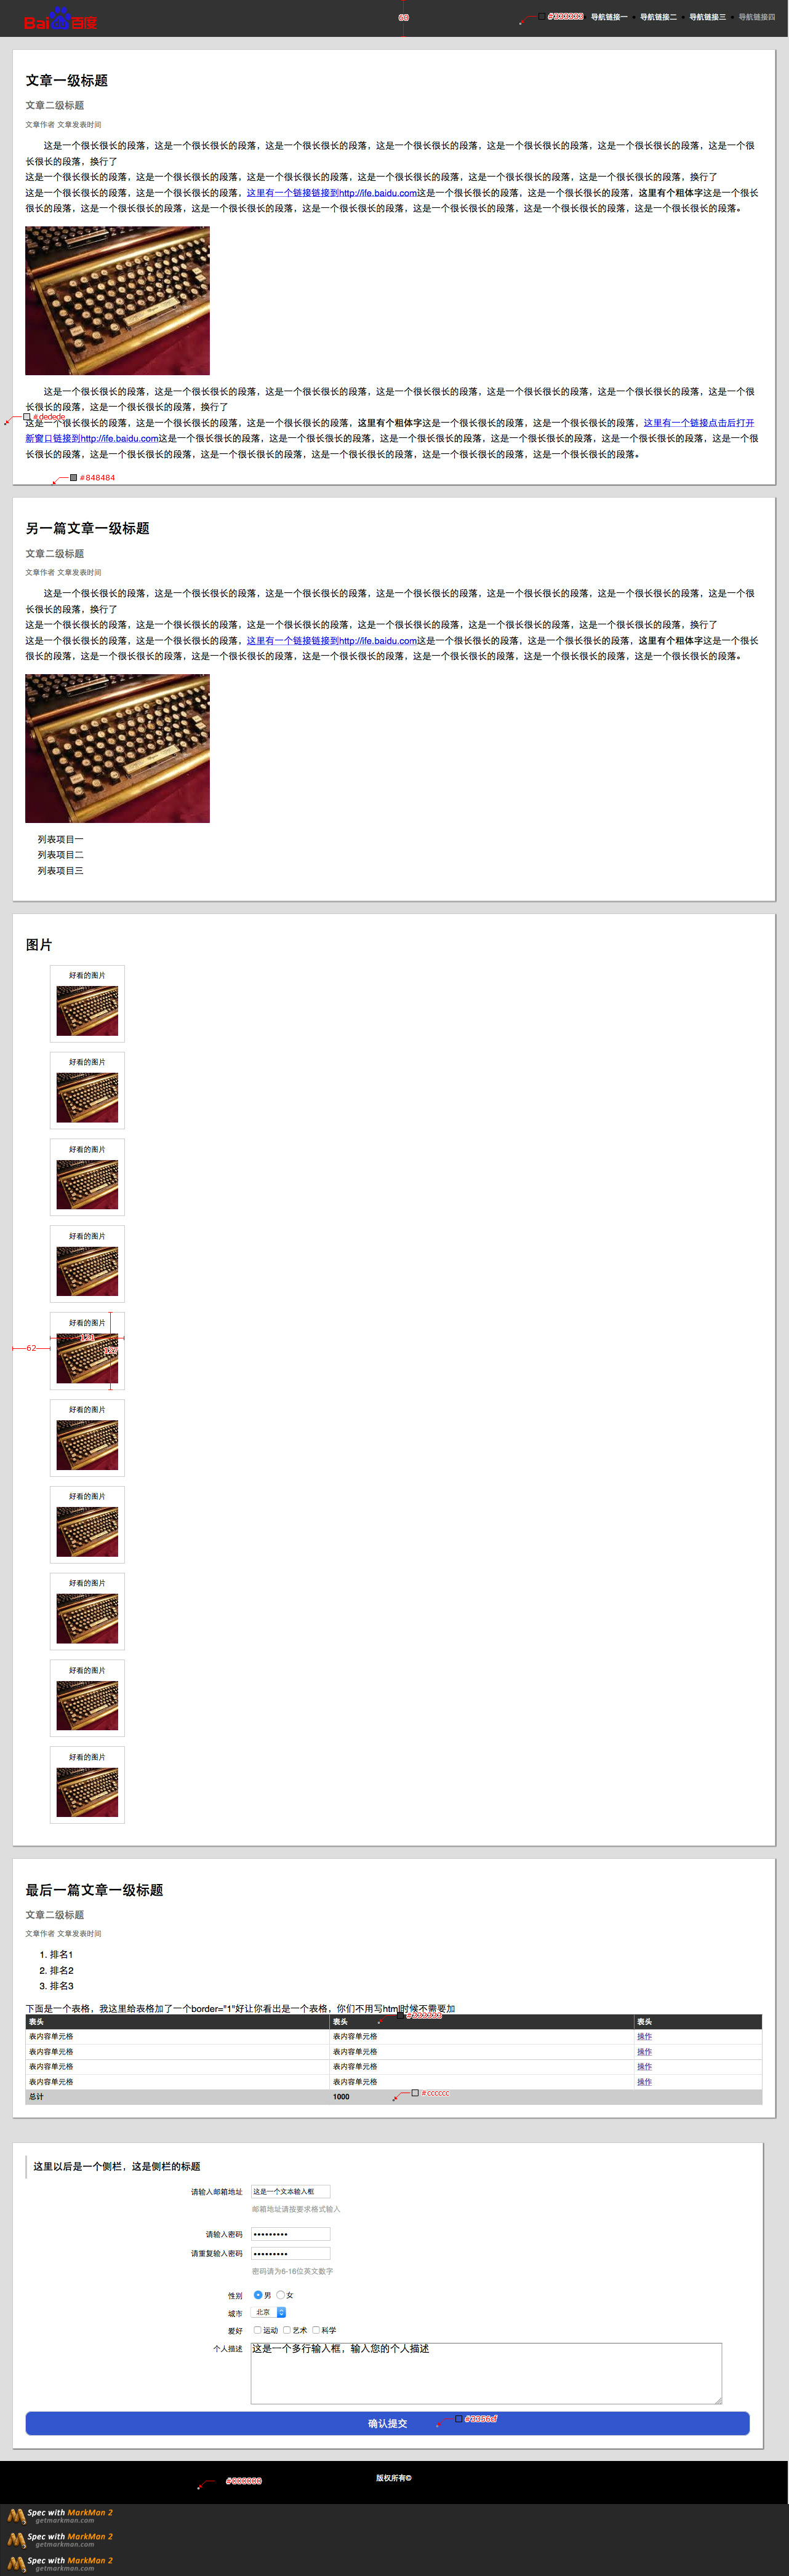 Bai 百度
60
#333333 导航链接一 导航链接二 导航链接三 导航链接四
文章一级标题
文章二级标题
文章作者 文章发表时间
这是一个很长很长的段落，这是一个很长很长的段落，这是一个很长很长的段落，这是一个很长很长的段落，这是一个很长很长的段落，这是一个很长很长的段落，这是一个很
长很长的段落，换行了
这是一个很长很长的段落，这是一个很长很长的段落，这是一个很长很长的段落，这是一个很长很长的段落，这是一个很长很长的段落，这是一个很长很长的段落，换行了
这是一个很长很长的段落，这是一个很长很长的段落，这里有一个链接链接到http://ife.baidu.com这是一个很长很长的段落，这是一个很长很长的段落，这里有个粗体字这是一个很长
很长的段落，这是一个很长很长的段落，这是一个很长很长的段落，这是一个很长很长的段落，这是一个很长很长的段落，这是一个很长很长的段落，这是一个很长很长的段落。
这是一个很长很长的段落，这是一个很长很长的段落，这是一个很长很长的段落，这是一个很长很长的段落，这是一个很长很长的段落，这是一个很长很长的段落，这是一个很
长很长的段落，这是一个很长很长的段落，换行了
#dedede
这是一个很长很长的段落，这是一个很长很长的段落，这是一个很长很长的段落，这里有个粗体字这是一个很长很长的段落，这是一个很长很长的段落，这里有一个链接点击后打开
新窗口链接到http://ife.baidu.com这是一个很长很长的段落，这是一个很长很长的段落，这是一个很长很长的段落，这是一个很长很长的段落，这是一个很长很长的段落，这是一个很
长很长的段落，这是一个很长很长的段落，这是一个很长很长的段落，这是一个很长很长的段落，这是一个很长很长的段落，这是一个很长很长的段落。
#848484
另一篇文章一级标题
文章二级标题
文章作者 文章发表时间
这是一个很长很长的段落，这是一个很长很长的段落，这是一个很长很长的段落，这是一个很长很长的段落，这是一个很长很长的段落，这是一个很长很长的段落，这是一个很
长很长的段落，换行了
这是一个很长很长的段落，这是一个很长很长的段落，这是一个很长很长的段落，这是一个很长很长的段落，这是一个很长很长的段落，这是一个很长很长的段落，换行了
这是一个很长很长的段落，这是一个很长很长的段落，这里有一个链接链接到http://ife.baidu.com这是一个很长很长的段落，这是一个很长很长的段落，这里有个粗体字这是一个很长
很长的段落，这是一个很长很长的段落，这是一个很长很长的段落，这是一个很长很长的段落，这是一个很长很长的段落，这是一个很长很长的段落，这是一个很长很长的段落。
列表项目一
列表项目二
列表项目三
图片
好看的图片
好看的图片
好看的图片
好看的图片
好看的图片
62
好看的图片
好看的图片
好看的图片
好看的图片
好看的图片
最后一篇文章一级标题
文章二级标题
文章作者 文章发表时间
1. 排名1
2. 排名2
3. 排名3
下面是一个表格，我这里给表格加了一个border="1"好让你看出是一个表格，你们不用写html时候不需要加
表头 表头 #333333 表头
表内容单元格 表内容单元格 操作
表内容单元格 表内容单元格 操作
表内容单元格 表内容单元格 操作
表内容单元格 表内容单元格 操作
总计 1000 #cccccc
这里以后是一个侧栏，这是侧栏的标题
请输入邮箱地址 这是一个文本输入框
邮箱地址请按要求格式输入
请输入密码 •••••••••
请重复输入密码 •••••••••
密码请为6-16位英文数字
性别 男 女
城市 北京
爱好 运动 艺术 科学
个人描述 这是一个多行输入框，输入您的个人描述
确认提交
版权所有©
#000000
Spec with MarkMan 2
getmarkman.com
Spec with MarkMan 2
getmarkman.com
Spec with MarkMan 2
getmarkman.com